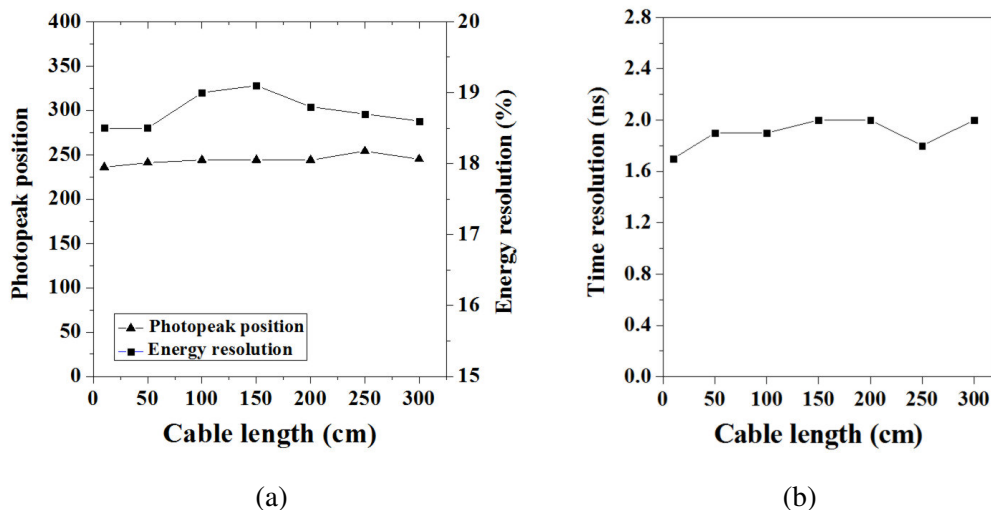 400
350
300
250
200
150
100
50
0
Photopeak position
20
19
18
17
16
15
Energy resolution (%)
Photopeak position
Energy resolution
0 50 100 150 200 250 300
Cable length (cm)
(a)
2.8
2.4
2.0
1.6
1.2
0.8
0.4
0.0
Time resolution (ns)
0 50 100 150 200 250 300
Cable length (cm)
(b)